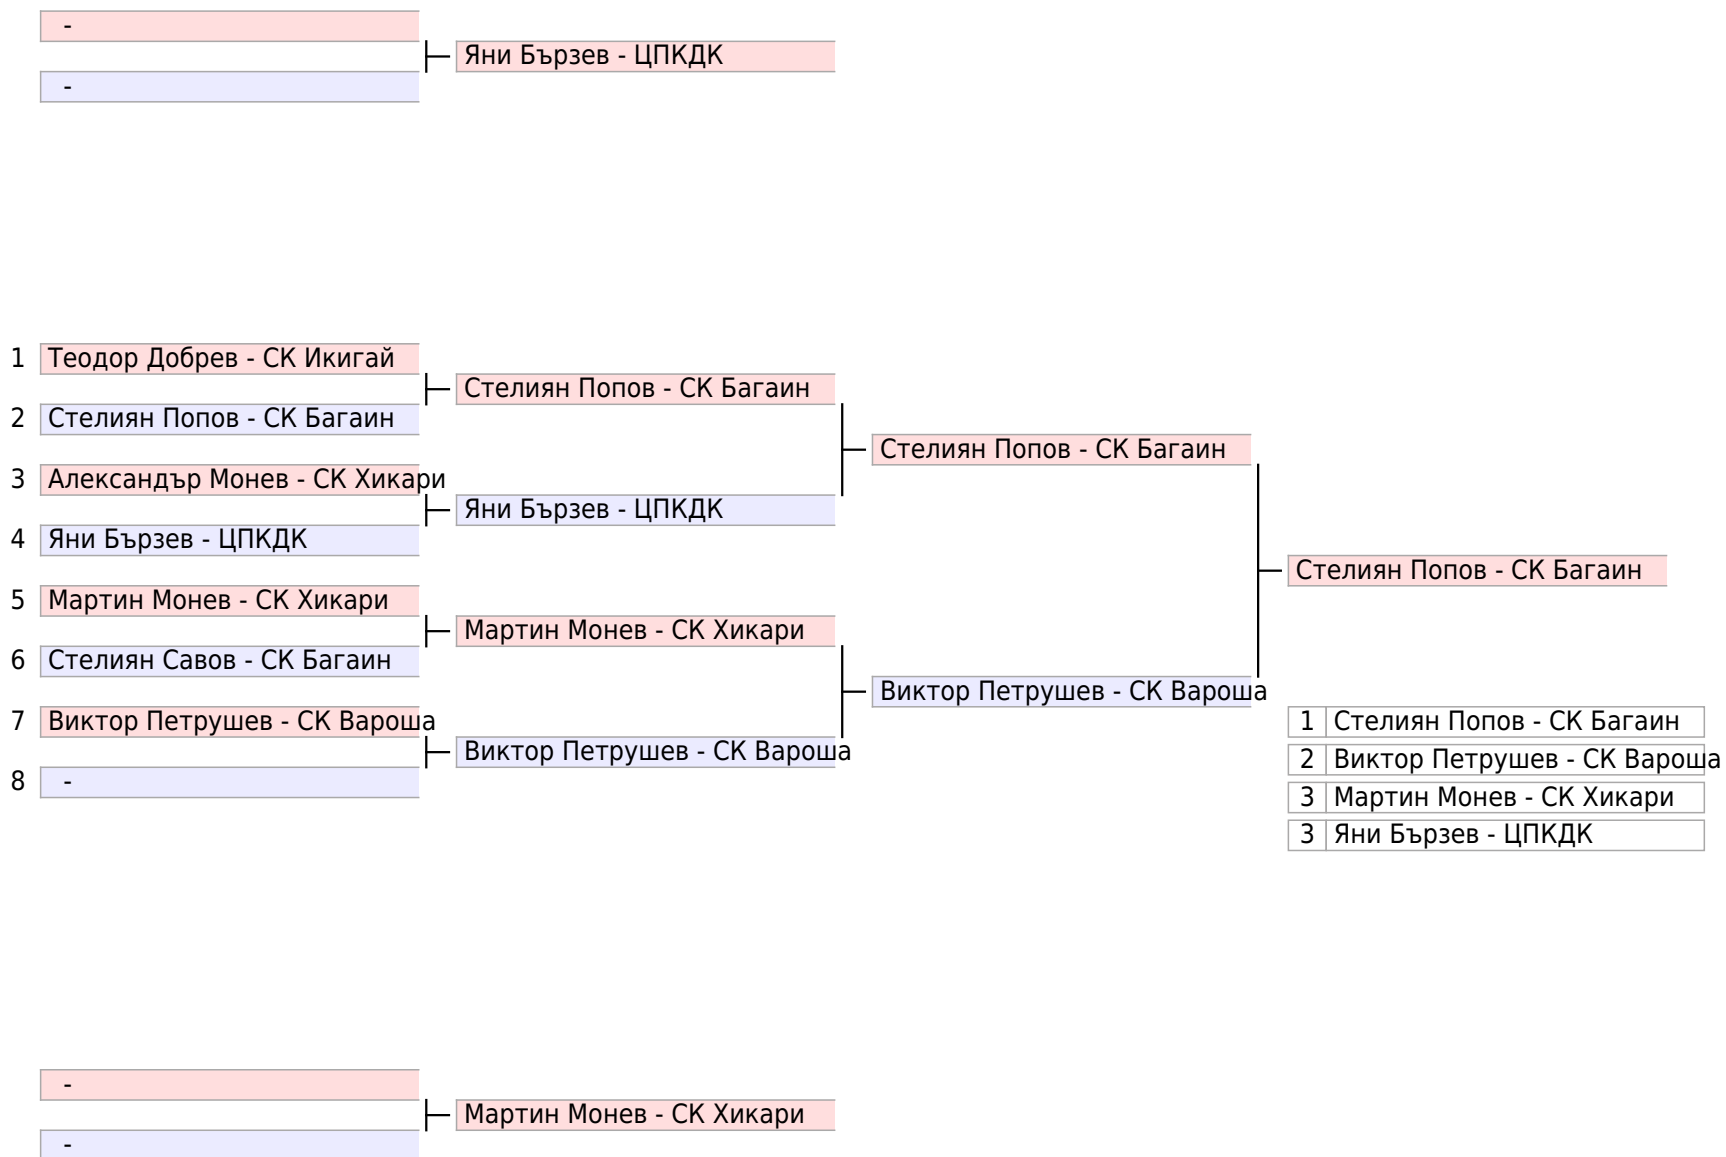 -
Яни Бързев - ЦПКДК
-
1 Теодор Добрев - СК Икигай
Стелиян Попов - СК Багаин
2 Стелиян Попов - СК Багаин
Стелиян Попов - СК Багаин
3 Александър Монев - СК Хикари
Яни Бързев - ЦПКДК
4 Яни Бързев - ЦПКДК
Стелиян Попов - СК Багаин
5 Мартин Монев - СК Хикари
Мартин Монев - СК Хикари
6 Стелиян Савов - СК Багаин
Виктор Петрушев - СК Вароша
7 Виктор Петрушев - СК Вароша
Виктор Петрушев - СК Вароша
8 -
1 Стелиян Попов - СК Багаин
2 Виктор Петрушев - СК Вароша
3 Мартин Монев - СК Хикари
3 Яни Бързев - ЦПКДК
-
Мартин Монев - СК Хикари
-